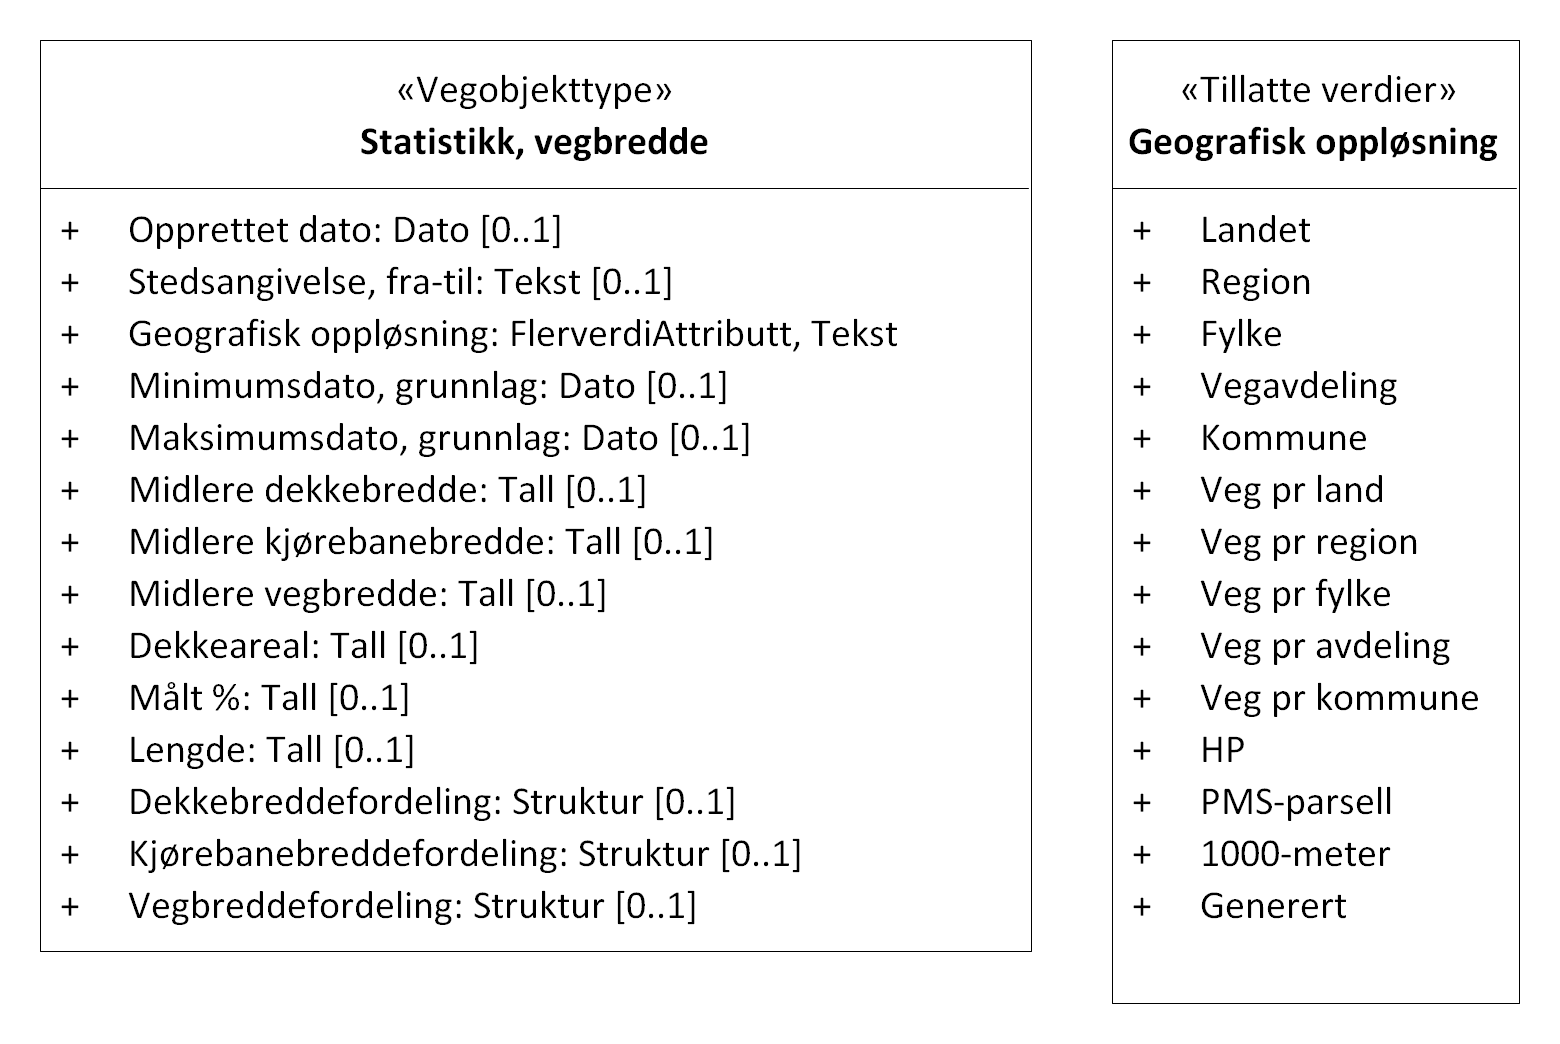 «Vegobjekttype»
Statistikk, vegbredde
+ Opprettet dato: Dato [0..1]
+ Stedsangivelse, fra-til: Tekst [0..1]
+ Geografisk oppløsning: FlerverdiAttributt, Tekst
+ Minimumsdato, grunnlag: Dato [0..1]
+ Maksimumsdato, grunnlag: Dato [0..1]
+ Midlere dekkebredde: Tall [0..1]
+ Midlere kjørebanebredde: Tall [0..1]
+ Midlere vegbredde: Tall [0..1]
+ Dekkeareal: Tall [0..1]
+ Målt %: Tall [0..1]
+ Lengde: Tall [0..1]
+ Dekkebreddefordeling: Struktur [0..1]
+ Kjørebanebreddefordeling: Struktur [0..1]
+ Vegbreddefordeling: Struktur [0..1]
«Tillatte verdier»
Geografisk oppløsning
+ Landet
+ Region
+ Fylke
+ Vegavdeling
+ Kommune
+ Veg pr land
+ Veg pr region
+ Veg pr fylke
+ Veg pr avdeling
+ Veg pr kommune
+ HP
+ PMS-parsell
+ 1000-meter
+ Generert